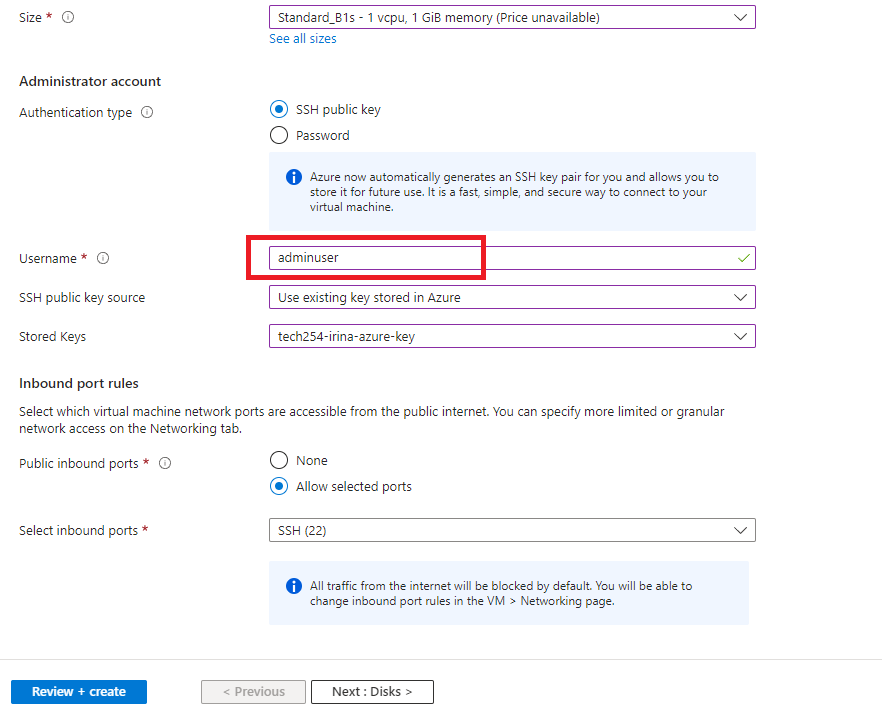 Size *
Standard_B1s - 1 vcpu, 1 GiB memory (Price unavailable)
See all sizes
Administrator account
Authentication type
SSH public key
Password
Azure now automatically generates an SSH key pair for you and allows you to
store it for future use. It is a fast, simple, and secure way to connect to your
virtual machine.
Username *
adminuser
SSH public key source
Use existing key stored in Azure
Stored Keys
tech254-irina-azure-key
Inbound port rules
Select which virtual machine network ports are accessible from the public internet. You can specify more limited or granular
network access on the Networking tab.
Public inbound ports *
None
Allow selected ports
Select inbound ports *
SSH (22)
All traffic from the internet will be blocked by default. You will be able to
change inbound port rules in the VM > Networking page.
Review + create
< Previous
Next : Disks >